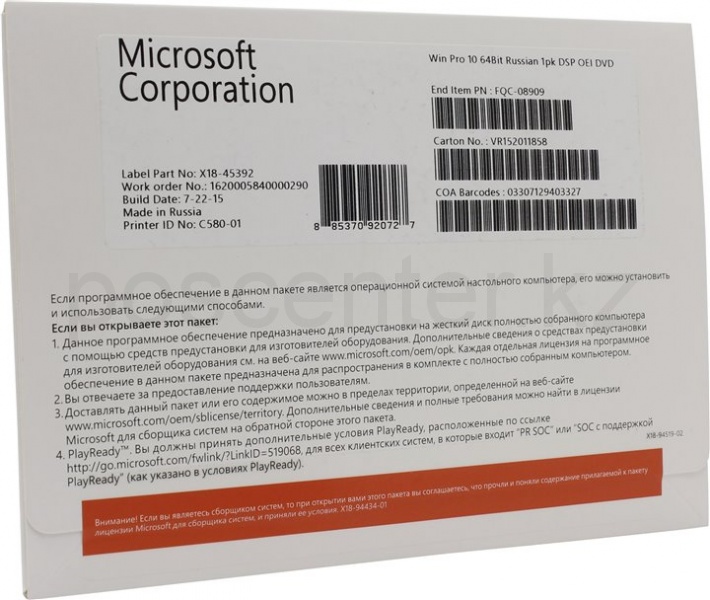 Microsoft
Corporation
Win Pro 10 64Bit Russian 1pk DSP OEI DVD
End Item PN : FQC-08909
Carton No.: VR152011858
COA Barcodes : 03307129403327
Label Part No: X18-45392
Work order No.: 1620005840000290
Build Date: 7-22-15
Made in Russia
Printer ID No: C580-01
8 85370 92072 7
poscenter.kz
Если программное обеспечение в данном пакете является операционной системой настольного компьютера, его можно установить
и использовать следующими способами.
Если вы открываете этот пакет:
1. Данное программное обеспечение предназначено для предустановки на жесткий диск полностью собранного компьютера
с помощью средств предустановки для изготовителей оборудования. Дополнительные сведения о средствах предустановки
для изготовителей оборудования см. на веб-сайте www.microsoft.com/oem/opk. Каждая отдельная лицензия на программное
обеспечение в данном пакете предназначена для распространения в комплекте с полностью собранным компьютером.
2. Вы отвечаете за предоставление поддержки пользователям.
3. Доставлять данный пакет или его содержимое можно в пределах территории, определенной на веб-сайте
www.microsoft.com/oem/sblicense/territory. Дополнительные сведения и полные требования можно найти в лицензии
Microsoft для сборщика систем на обратной стороне этого пакета.
4. PlayReady™. Вы должны принять дополнительные условия PlayReady, расположенные по ссылке
http://go.microsoft.com/fwlink/?LinkID=519068, для всех клиентских систем, в которые входит "PR SOC" или "SOC с поддержкой
PlayReady" (как указано в условиях PlayReady).
X18-94519-02
Внимание! Если вы являетесь сборщиком систем, то при открытии вами этого пакета вы соглашаетесь, что прочли и поняли содержание прилагаемой к пакету
лицензии Microsoft для сборщика систем, и приняли ее условия. X18-94434-01